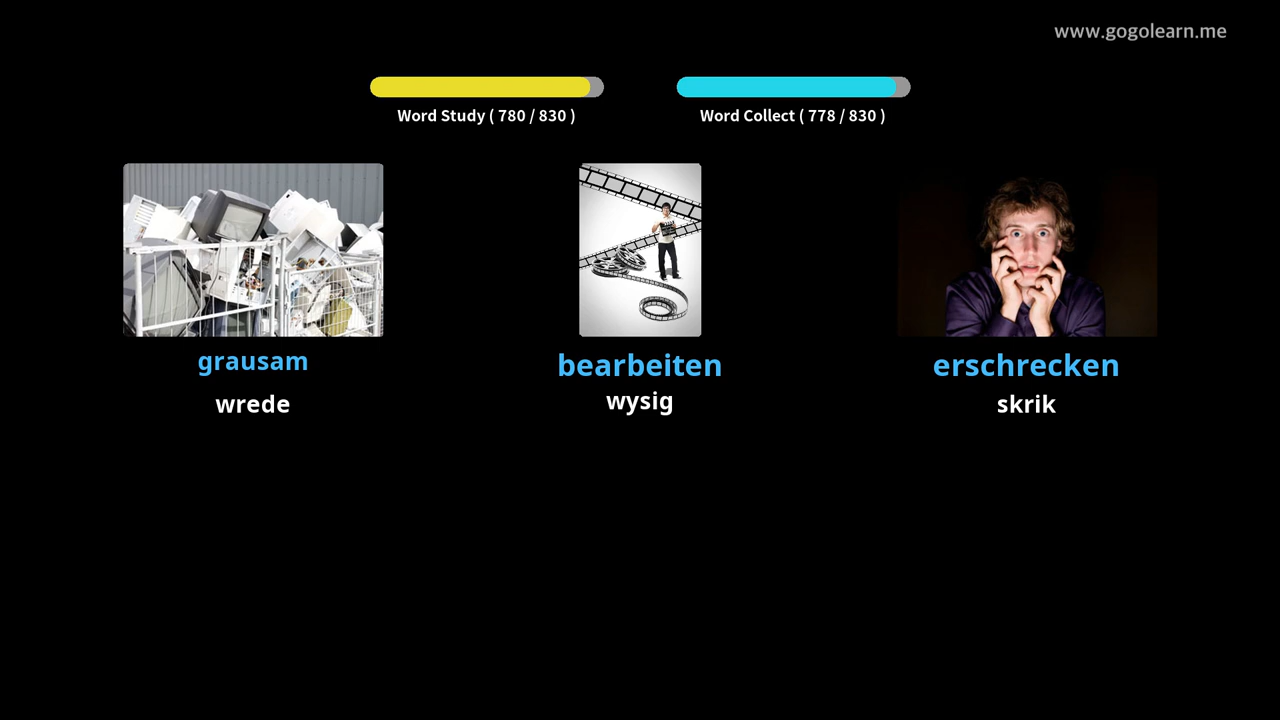 www.gogolearn.me
Word Study ( 780 / 830 )
Word Collect ( 778 / 830 )
grausam
wrede
bearbeiten
wysig
erschrecken
skrik